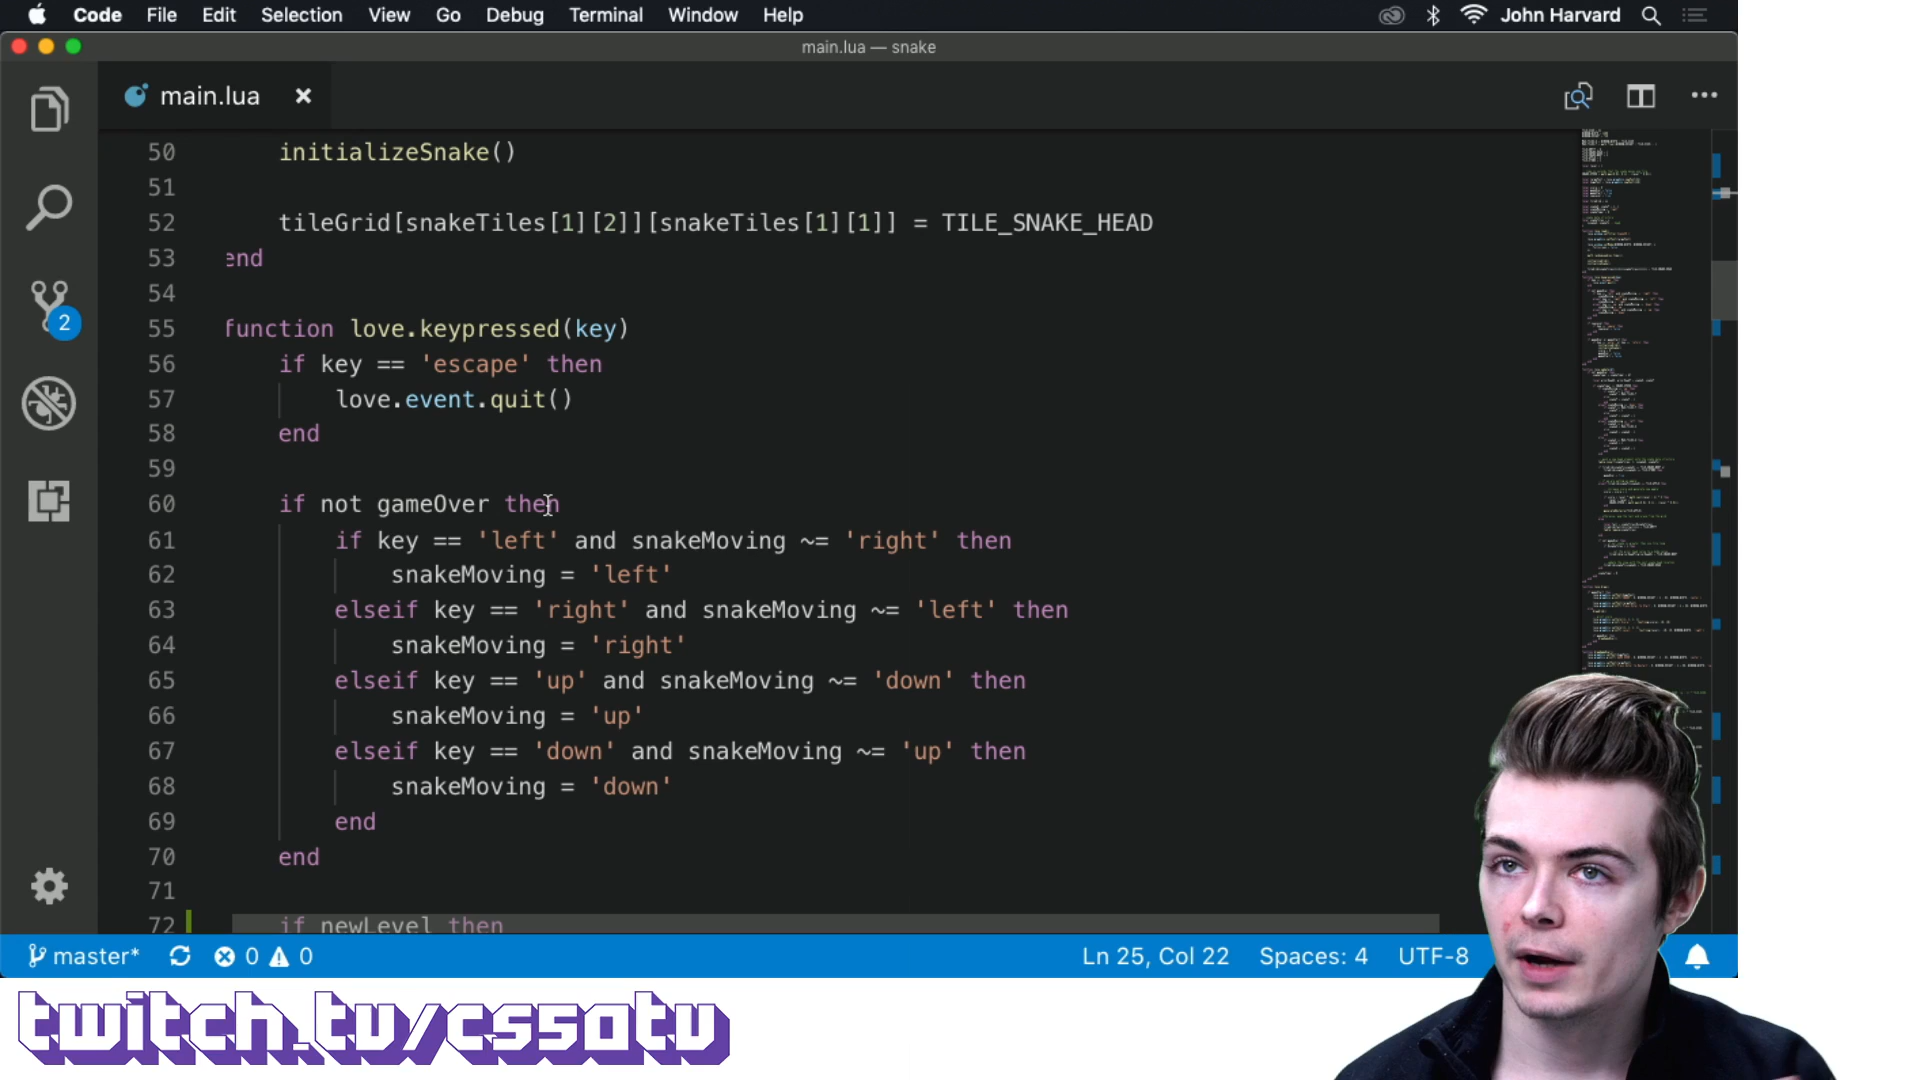 Code File Edit Selection View Go Debug Terminal Window Help John Harvard
main.lua — snake
main.lua
50 initializeSnake()
51
52 tileGrid[snakeTiles[1][2]][snakeTiles[1][1]] = TILE_SNAKE_HEAD
53 end
54
55 function love.keypressed(key)
56 if key == 'escape' then
57 love.event.quit()
58 end
59
60 if not gameOver then
61 if key == 'left' and snakeMoving ~= 'right' then
62 snakeMoving = 'left'
63 elseif key == 'right' and snakeMoving ~= 'left' then
64 snakeMoving = 'right'
65 elseif key == 'up' and snakeMoving ~= 'down' then
66 snakeMoving = 'up'
67 elseif key == 'down' and snakeMoving ~= 'up' then
68 snakeMoving = 'down'
69 end
70 end
71
72 if newLevel then
2
master* 0 0 Ln 25, Col 22 Spaces: 4 UTF-8
twitch.tv/cs50tv